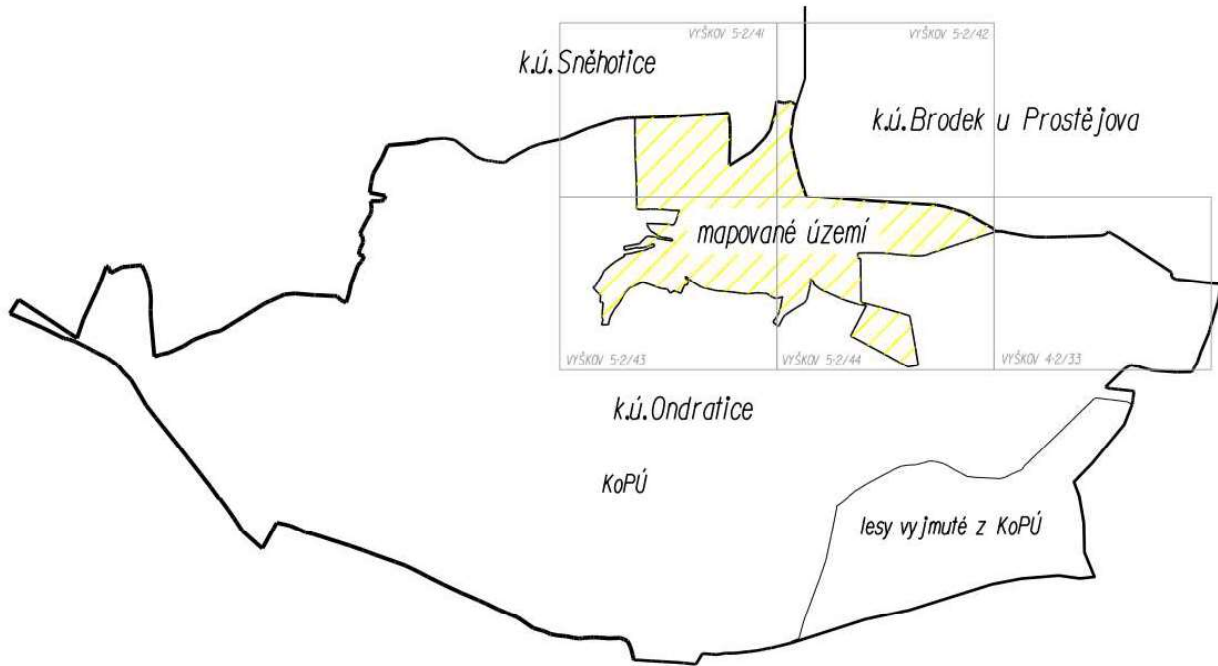 VYŠKOV 5-2/41
VYŠKOV 5-2/42
k.ú.Sněhotice
k.ú.Brodek u Prostějova
mapované území
VYŠKOV 5-2/43
VYŠKOV 5-2/44
VYŠKOV 4-2/33
k.ú.Ondratice
KoPÚ
lesy vyjmuté z KoPÚ